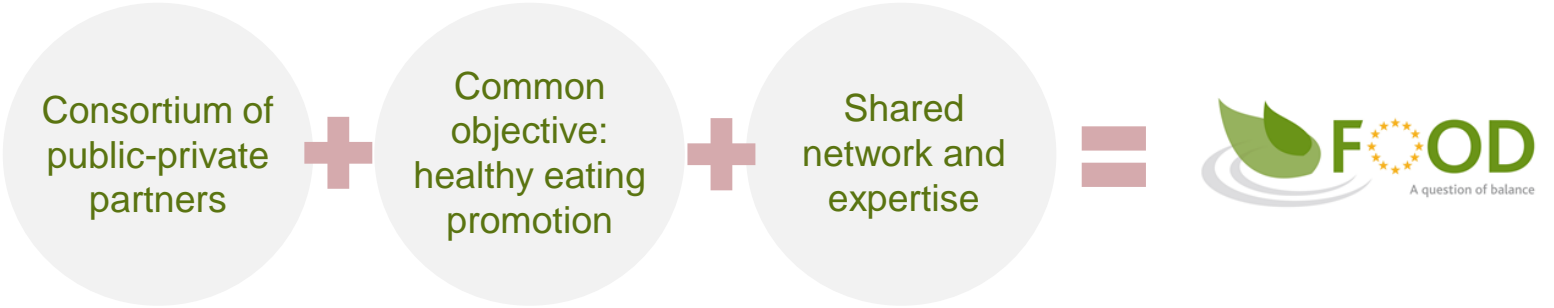 Consortium of
public-private
partners
Common
objective:
healthy eating
promotion
Shared
network and
expertise
FOOD
A question of balance